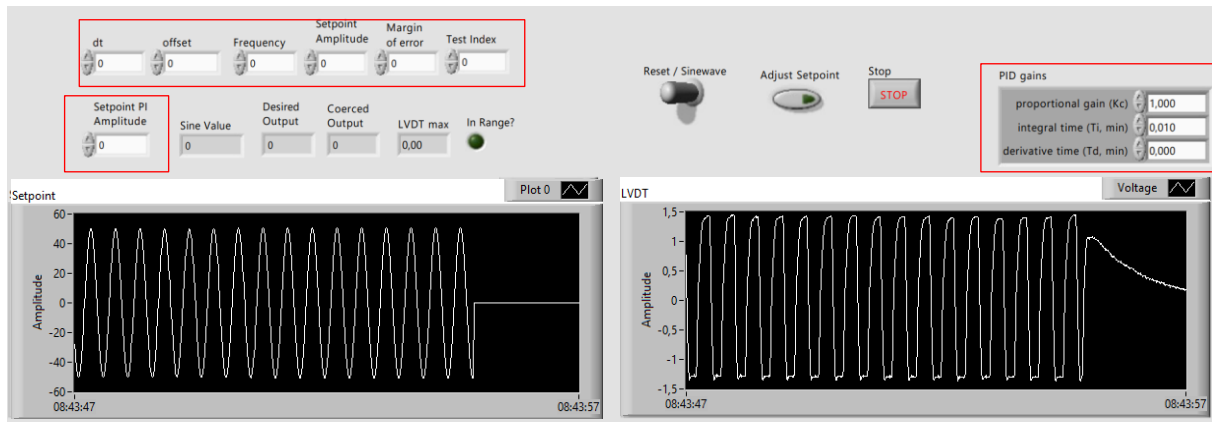 dt
offset
Frequency
Setpoint
Amplitude
Margin
of error
Test Index
0
0
0
0
0
0
Setpoint PI
Amplitude
0
Sine Value
0
Desired
Output
0
Coerced
Output
0
LVDT max
0,00
In Range?
Reset / Sinewave
Adjust Setpoint
Stop
STOP
PID gains
proportional gain (Kc)
1,000
integral time (Ti, min)
0,010
derivative time (Td, min)
0,000
Setpoint
Plot 0
Amplitude
60
40
20
0
-20
-40
-60
08:43:47
08:43:57
LVDT
Voltage
Amplitude
1,5
1
0,5
0
-0,5
-1
-1,5
08:43:47
08:43:57